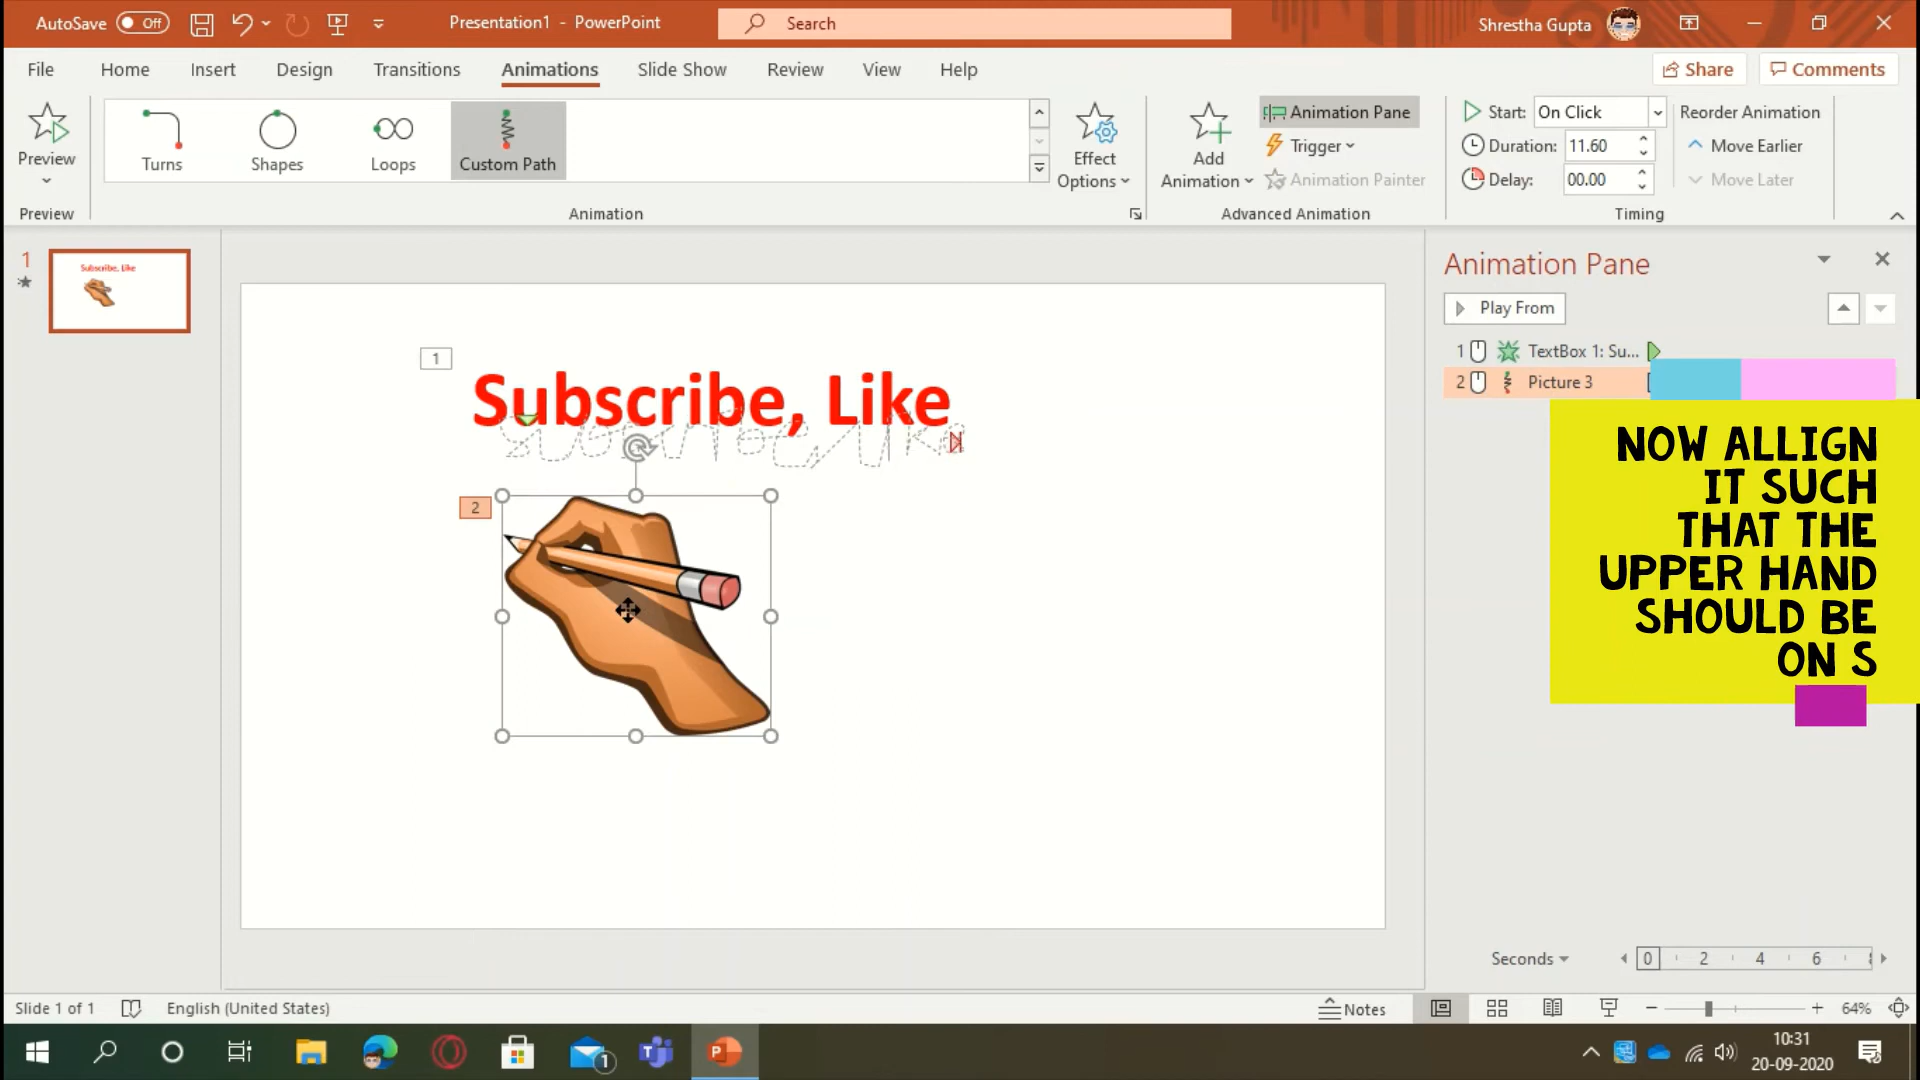 AutoSave Off Presentation1 - PowerPoint Search Shrestha Gupta
File Home Insert Design Transitions Animations Slide Show Review View Help Share Comments
Preview
Turns Shapes Loops Custom Path
Effect Options
Add Animation
Animation Pane
Trigger
Animation Painter
Start: On Click
Duration: 11.60
Delay: 00.00
Reorder Animation
Move Earlier
Move Later
Preview Animation Advanced Animation Timing
1
Subscribe, Like
1
Subscribe, Like
2
Animation Pane
Play From
1 TextBox 1: Su...
2 Picture 3
NOW ALLIGN
IT SUCH
THAT THE
UPPER HAND
SHOULD BE
ON S
Seconds 0 2 4 6
Slide 1 of 1 English (United States) Notes 64%
1
10:31
20-09-2020